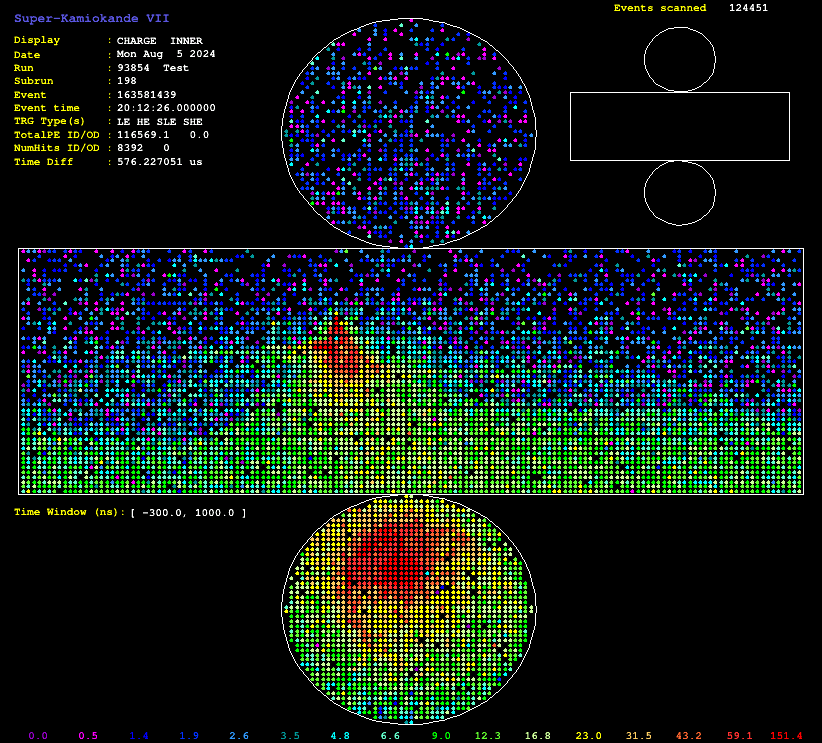 Super-Kamiokande VII
Events scanned 124451
Display : CHARGE INNER
Date : Mon Aug 5 2024
Run : 93854 Test
Subrun : 198
Event : 163581439
Event time : 20:12:26.000000
TRG Type(s) : LE HE SLE SHE
TotalPE ID/OD : 116569.1 0.0
NumHits ID/OD : 8392 0
Time Diff : 576.227051 us
Time Window (ns): [ -300.0, 1000.0 ]
0.0 0.5 1.4 1.9 2.6 3.5 4.8 6.6 9.0 12.3 16.8 23.0 31.5 43.2 59.1 151.4